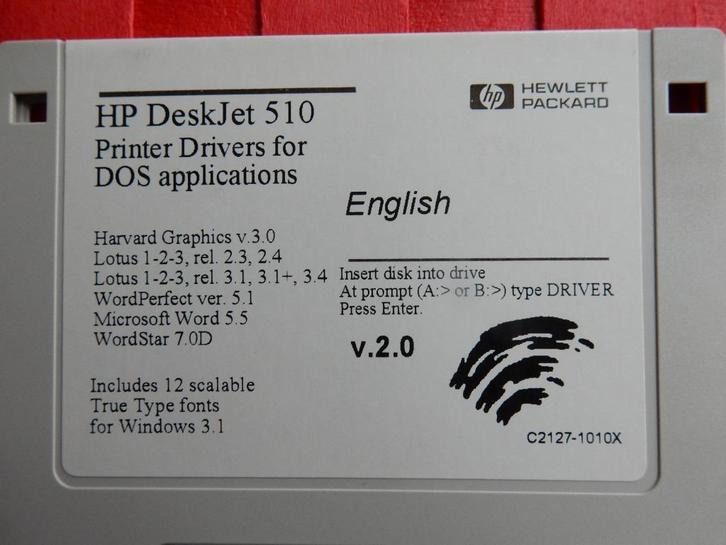 HP DeskJet 510
Printer Drivers for
DOS applications
hp HEWLETT
PACKARD
English
Harvard Graphics v.3.0
Lotus 1-2-3, rel. 2.3, 2.4
Lotus 1-2-3, rel. 3.1, 3.1+, 3.4
WordPerfect ver. 5.1
Microsoft Word 5.5
WordStar 7.0D
Includes 12 scalable
True Type fonts
for Windows 3.1
Insert disk into drive
At prompt (A:> or B:>) type DRIVER
Press Enter.
v.2.0
C2127-1010X